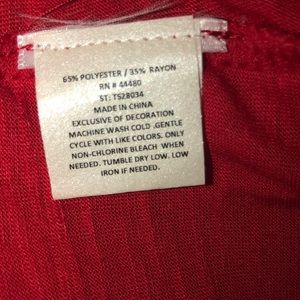 65% POLYESTER / 35% RAYON
RN # 44480
ST: TS28034
MADE IN CHINA
EXCLUSIVE OF DECORATION
MACHINE WASH COLD ,GENTLE
CYCLE WITH LIKE COLORS. ONLY
NON-CHLORINE BLEACH WHEN
NEEDED. TUMBLE DRY LOW. LOW
IRON IF NEEDED.